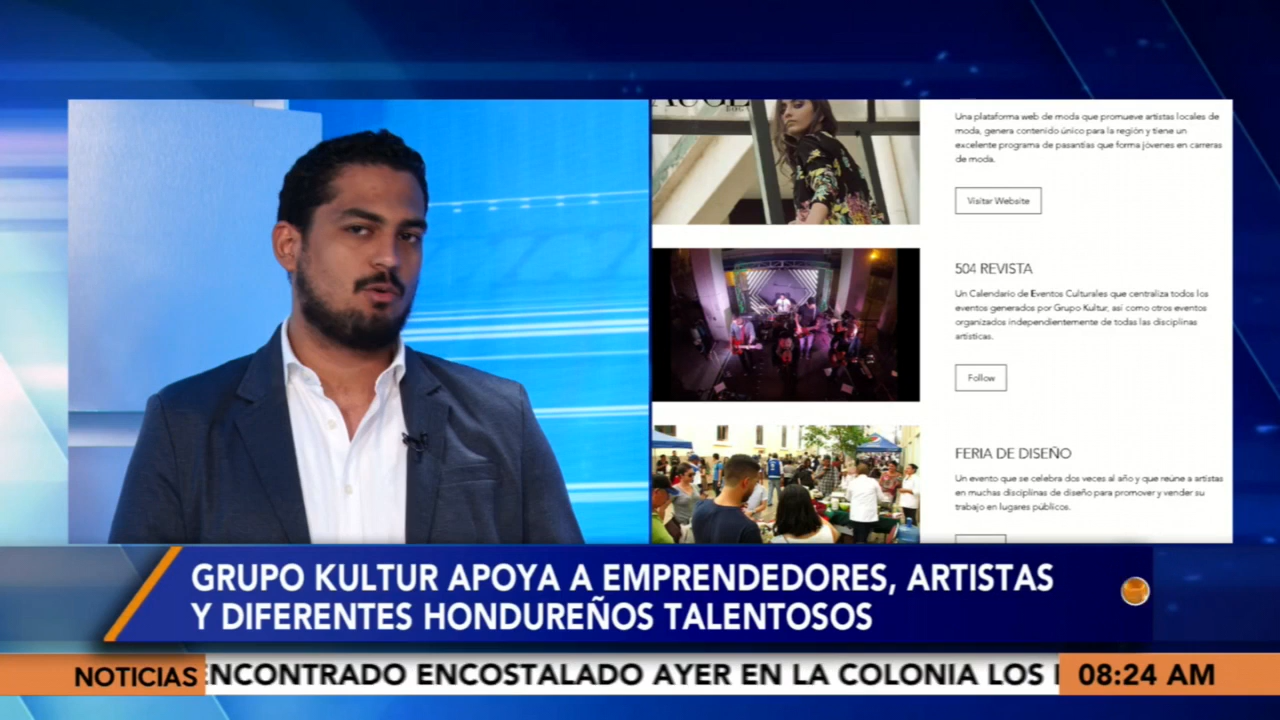 AUGE
Una plataforma web de moda que promueve artistas locales de
moda, genera contenido único para la región y tiene un
excelente programa de pasantías que forma jóvenes en carreras
de moda.
Visitar Website
504 REVISTA
Un Calendario de Eventos Culturales que centraliza todos los
eventos generados por Grupo Kultur, así como otros eventos
organizados independientemente de todas las disciplinas
artísticas.
Follow
FERIA DE DISEÑO
Un evento que se celebra dos veces al año y que reúne a artistas
en muchas disciplinas de diseño para promover y vender su
trabajo en lugares públicos.
GRUPO KULTUR APOYA A EMPRENDEDORES, ARTISTAS
Y DIFERENTES HONDUREÑOS TALENTOSOS
NOTICIAS ENCONTRADO ENCOSTALADO AYER EN LA COLONIA LOS 08:24 AM